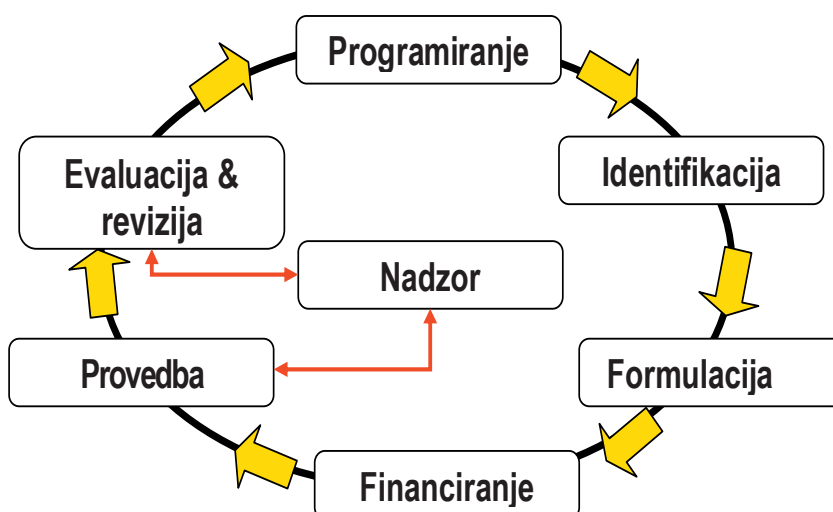 Programiranje
Identifikacija
Evaluacija &
revizija
Nadzor
Provedba
Formulacija
Financiranje